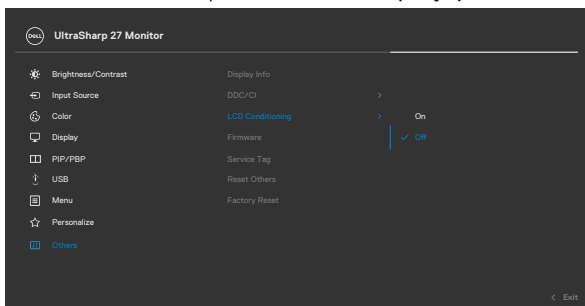 DELL UltraSharp 27 Monitor
Brightness/Contrast
Input Source
Color
Display
PIP/PBP
USB
Menu
Personalize
Others
Display Info
DDC/CI >
LCD Conditioning >
Firmware
Service Tag
Reset Others
Factory Reset
On
✓ Off
< Exit